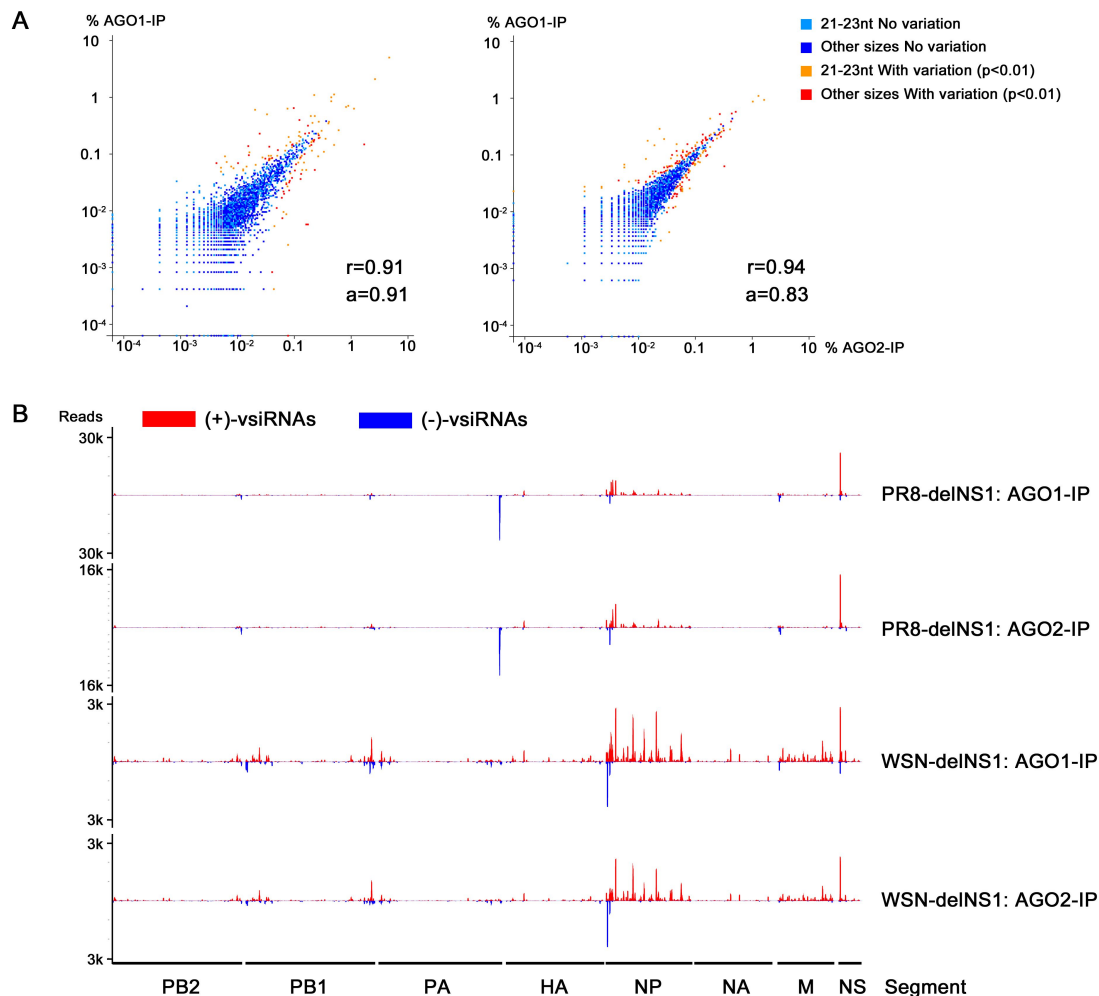 A
% AGO1-IP
10
1
0.1
10-2
10-3
10-4
10-4 10-3 10-2 0.1 1 10
r=0.91
a=0.91
% AGO1-IP
10
1
0.1
10-2
10-3
10-4
10-4 10-3 10-2 0.1 1 10
% AGO2-IP
r=0.94
a=0.83
21-23nt No variation
Other sizes No variation
21-23nt With variation (p<0.01)
Other sizes With variation (p<0.01)
B
Reads
(+)-vsiRNAs
(-)-vsiRNAs
30k
PR8-delNS1: AGO1-IP
30k
16k
PR8-delNS1: AGO2-IP
16k
3k
WSN-delNS1: AGO1-IP
3k
3k
WSN-delNS1: AGO2-IP
3k
PB2 PB1 PA HA NP NA M NS Segment